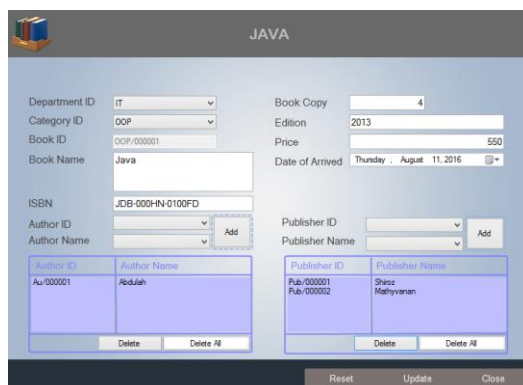 JAVA
Department ID IT
Category ID OOP
Book ID OOP/000001
Book Name Java
ISBN JDB-000HN-0100FD
Author ID
Author Name
Add
Author ID Author Name
Au/000001 Abdulah
Delete Delete All
Book Copy 4
Edition 2013
Price 550
Date of Arrived Thursday , August 11, 2016
Publisher ID
Publisher Name
Add
Publisher ID Publisher Name
Pub/000001 Shiroz
Pub/000002 Mathyvanan
Delete Delete All
Reset Update Close